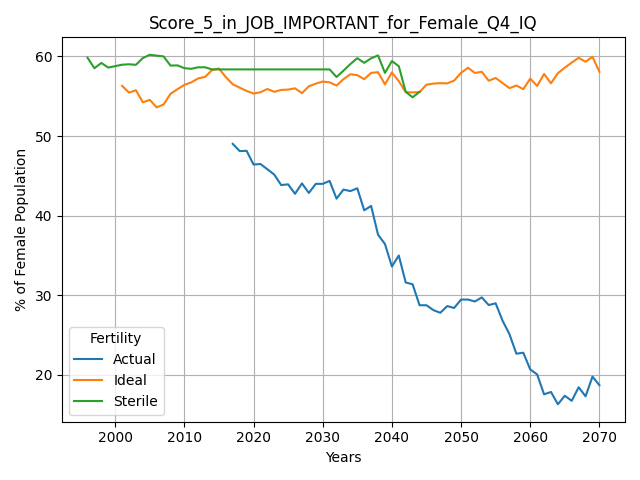 Score_5_in_JOB_IMPORTANT_for_Female_Q4_IQ
% of Female Population
60
50
40
30
20
Fertility
Actual
Ideal
Sterile
2000 2010 2020 2030 2040 2050 2060 2070
Years